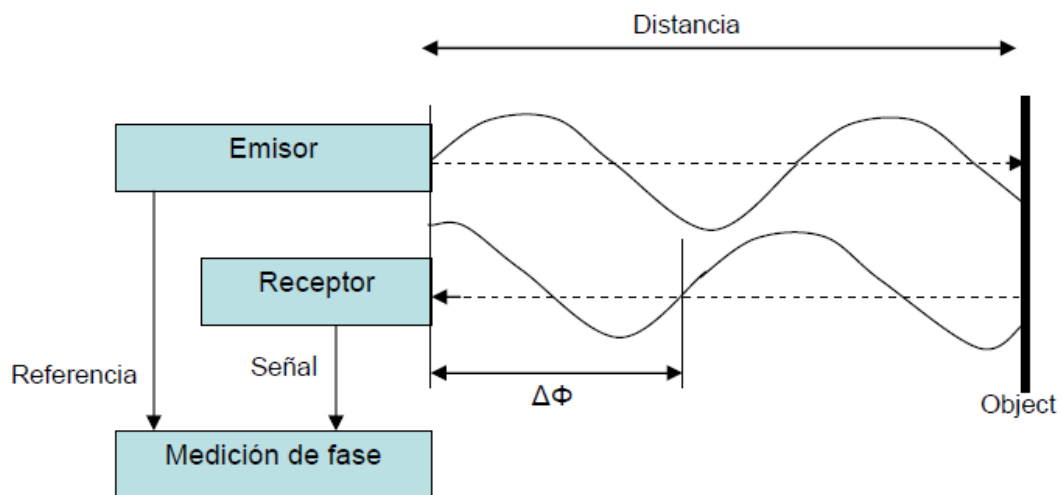 Distancia
Emisor
Receptor
Referencia
Señal
ΔΦ
Object
Medición de fase